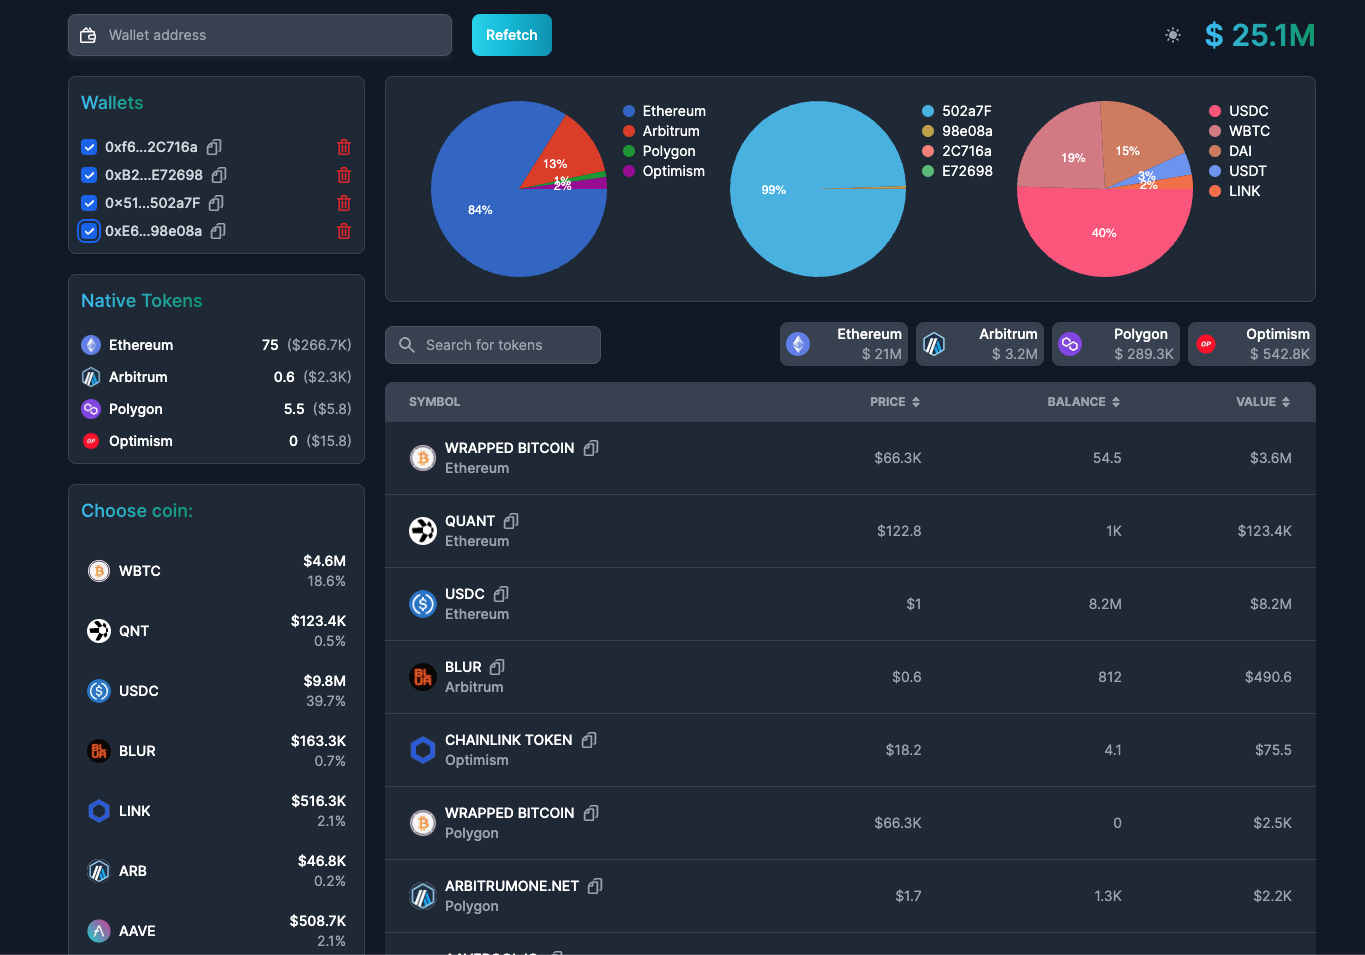 Wallet address
Refetch
$ 25.1M
Wallets
0xf6...2C716a
0xB2...E72698
0x51...502a7F
0xE6...98e08a
Native Tokens
Ethereum 75 ($266.7K)
Arbitrum 0.6 ($2.3K)
Polygon 5.5 ($5.8)
Optimism 0 ($15.8)
Choose coin:
WBTC $4.6M
18.6%
QNT $123.4K
0.5%
USDC $9.8M
39.7%
BLUR $163.3K
0.7%
LINK $516.3K
2.1%
ARB $46.8K
0.2%
AAVE $508.7K
2.1%
84%
13%
1%
2%
Ethereum
Arbitrum
Polygon
Optimism
99%
502a7F
98e08a
2C716a
E72698
19%
15%
3%
2%
40%
USDC
WBTC
DAI
USDT
LINK
Search for tokens
Ethereum
$ 21M
Arbitrum
$ 3.2M
Polygon
$ 289.3K
Optimism
$ 542.8K
SYMBOL PRICE BALANCE VALUE
WRAPPED BITCOIN
Ethereum
$66.3K 54.5 $3.6M
QUANT
Ethereum
$122.8 1K $123.4K
USDC
Ethereum
$1 8.2M $8.2M
BLUR
Arbitrum
$0.6 812 $490.6
CHAINLINK TOKEN
Optimism
$18.2 4.1 $75.5
WRAPPED BITCOIN
Polygon
$66.3K 0 $2.5K
ARBITRUMONE.NET
Polygon
$1.7 1.3K $2.2K